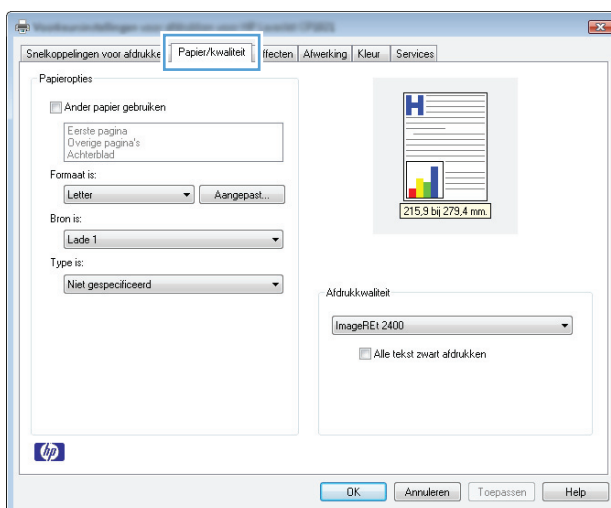 Snelkoppelingen voor afdrukke
Papier/kwaliteit
ffecten
Afwerking
Kleur
Services
Papieropties
Ander papier gebruiken
Eerste pagina
Overige pagina's
Achterblad
Formaat is:
Letter
Aangepast...
Bron is:
Lade 1
Type is:
Niet gespecificeerd
H
215,9 bij 279,4 mm.
Afdrukkwaliteit
ImageREt 2400
Alle tekst zwart afdrukken
hp
OK
Annuleren
Toepassen
Help